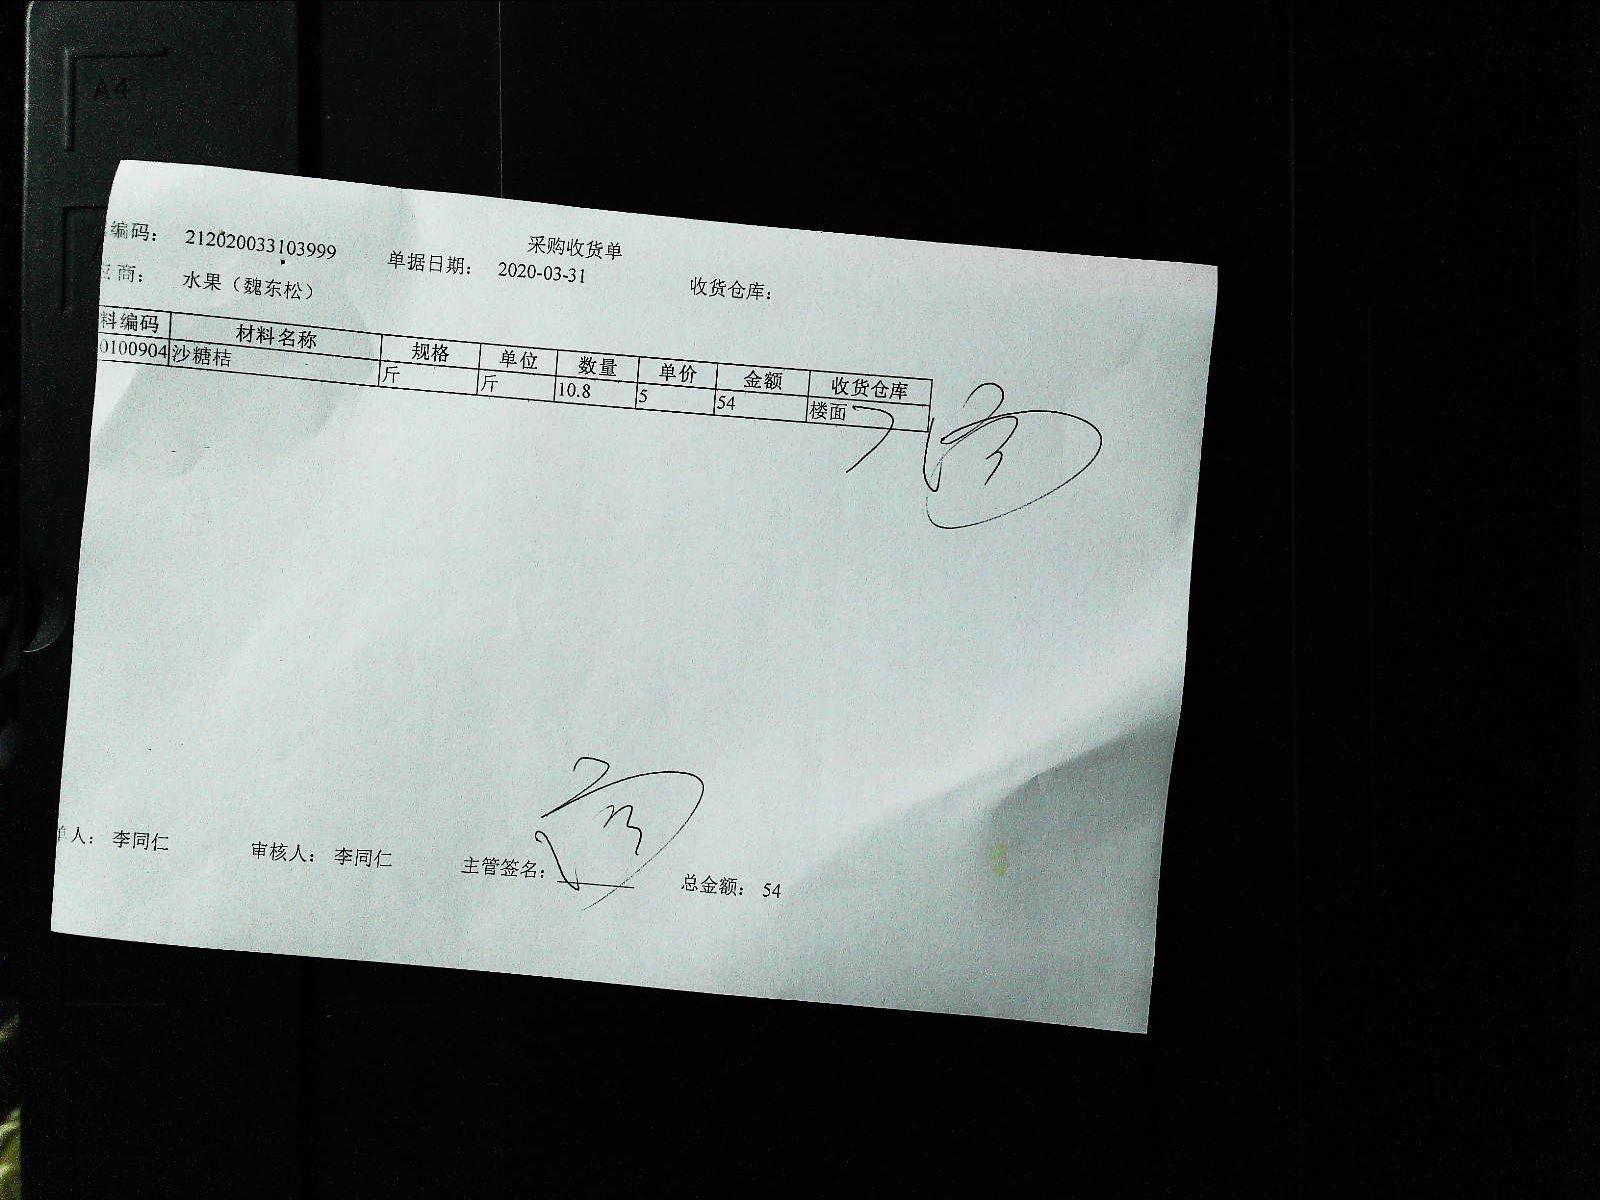 A4
采购收货单
编码： 212020033103999 单据日期： 2020-03-31 收货仓库：
商： 水果（魏东松）
料编码 材料名称 规格 单位 数量 单价 金额 收货仓库
0100904 沙糖桔 斤 斤 10.8 5 54 楼面
人： 李同仁 审核人： 李同仁 主管签名： 总金额： 54